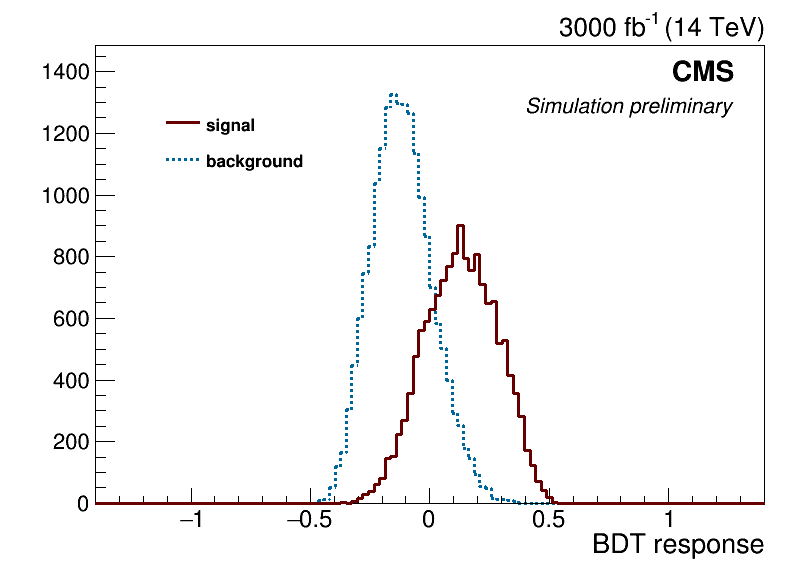 3000 fb⁻¹ (14 TeV)
CMS
Simulation preliminary
signal
background
1400
1200
1000
800
600
400
200
0
−1 −0.5 0 0.5 1
BDT response